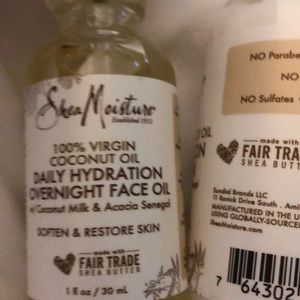 SheaMoisture
Established 1912
100% VIRGIN
COCONUT OIL
DAILY HYDRATION
OVERNIGHT FACE OIL
w/ Coconut Milk & Acacia Senegal
SOFTEN & RESTORE SKIN
made with
FAIR TRADE
SHEA BUTTER
1 fl oz / 30 mL
NO Parabe
NO
NO Sulfates
OIL
made with
FAIR TRADE
SHEA BUTTER
Sundial Brands LLC
11 Ranick Drive South . Ami
MANUFACTURED IN THE U
USING GLOBALLY-SOURCE
SheaMoisture.com
7 64302